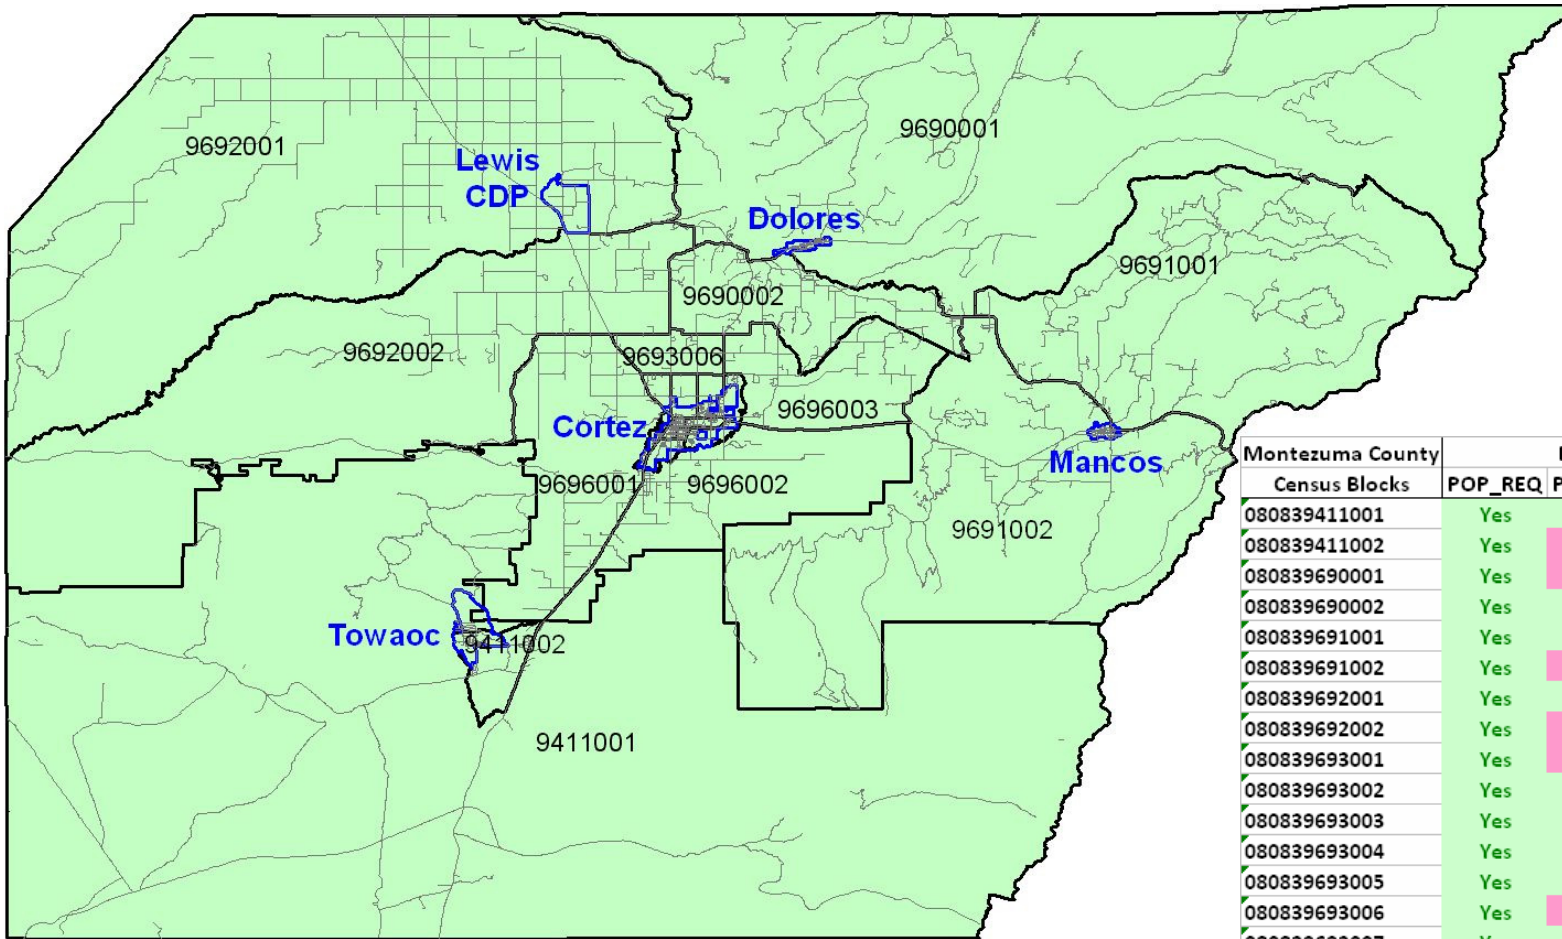 9692001
Lewis
CDP
9690001
Dolores
9691001
9690002
9692002
9693006
9696003
Cortez
Mancos
9696001
9696002
9691002
Towaoc
9411002
9411001
Montezuma County
Census Blocks POP_REQ P
080839411001 Yes
080839411002 Yes
080839690001 Yes
080839690002 Yes
080839691001 Yes
080839691002 Yes
080839692001 Yes
080839692002 Yes
080839693001 Yes
080839693002 Yes
080839693003 Yes
080839693004 Yes
080839693005 Yes
080839693006 Yes